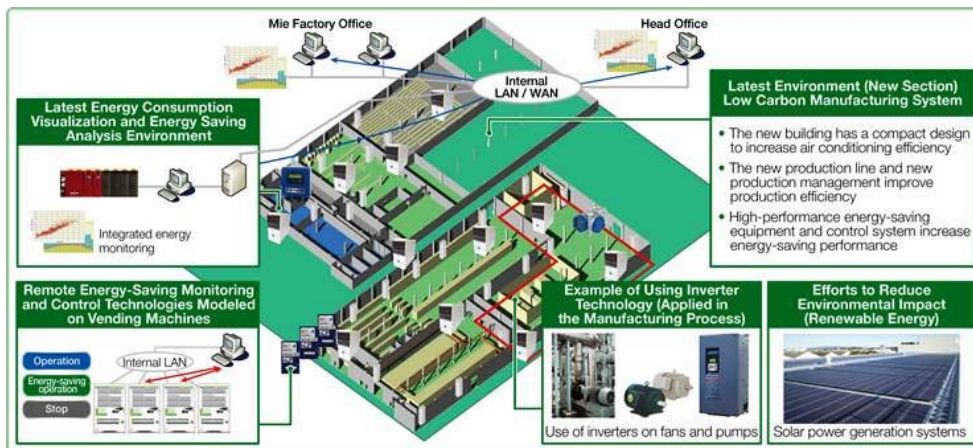 Mie Factory Office
Head Office
Internal
LAN / WAN
Latest Energy Consumption
Visualization and Energy Saving
Analysis Environment
Integrated energy
monitoring
Latest Environment (New Section)
Low Carbon Manufacturing System
• The new building has a compact design
to increase air conditioning efficiency
• The new production line and new
production management improve
production efficiency
• High-performance energy-saving
equipment and control system increase
energy-saving performance
Remote Energy-Saving Monitoring
and Control Technologies Modeled
on Vending Machines
Operation
Energy-saving
operation
Stop
Internal LAN
Example of Using Inverter
Technology (Applied in
the Manufacturing Process)
Use of inverters on fans and pumps
Efforts to Reduce
Environmental Impact
(Renewable Energy)
Solar power generation systems